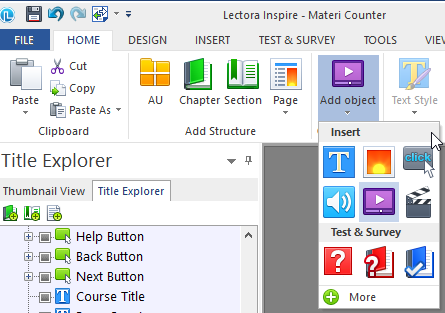 Lectora Inspire - Materi Counter
FILE HOME DESIGN INSERT TEST & SURVEY TOOLS
Paste
Cut
Copy
Paste As
Clipboard
AU Chapter Section Page
Add Structure
Add object
Text Style
Insert
T click
Test & Survey
More
Title Explorer
Thumbnail View Title Explorer
Help Button
Back Button
Next Button
Course Title